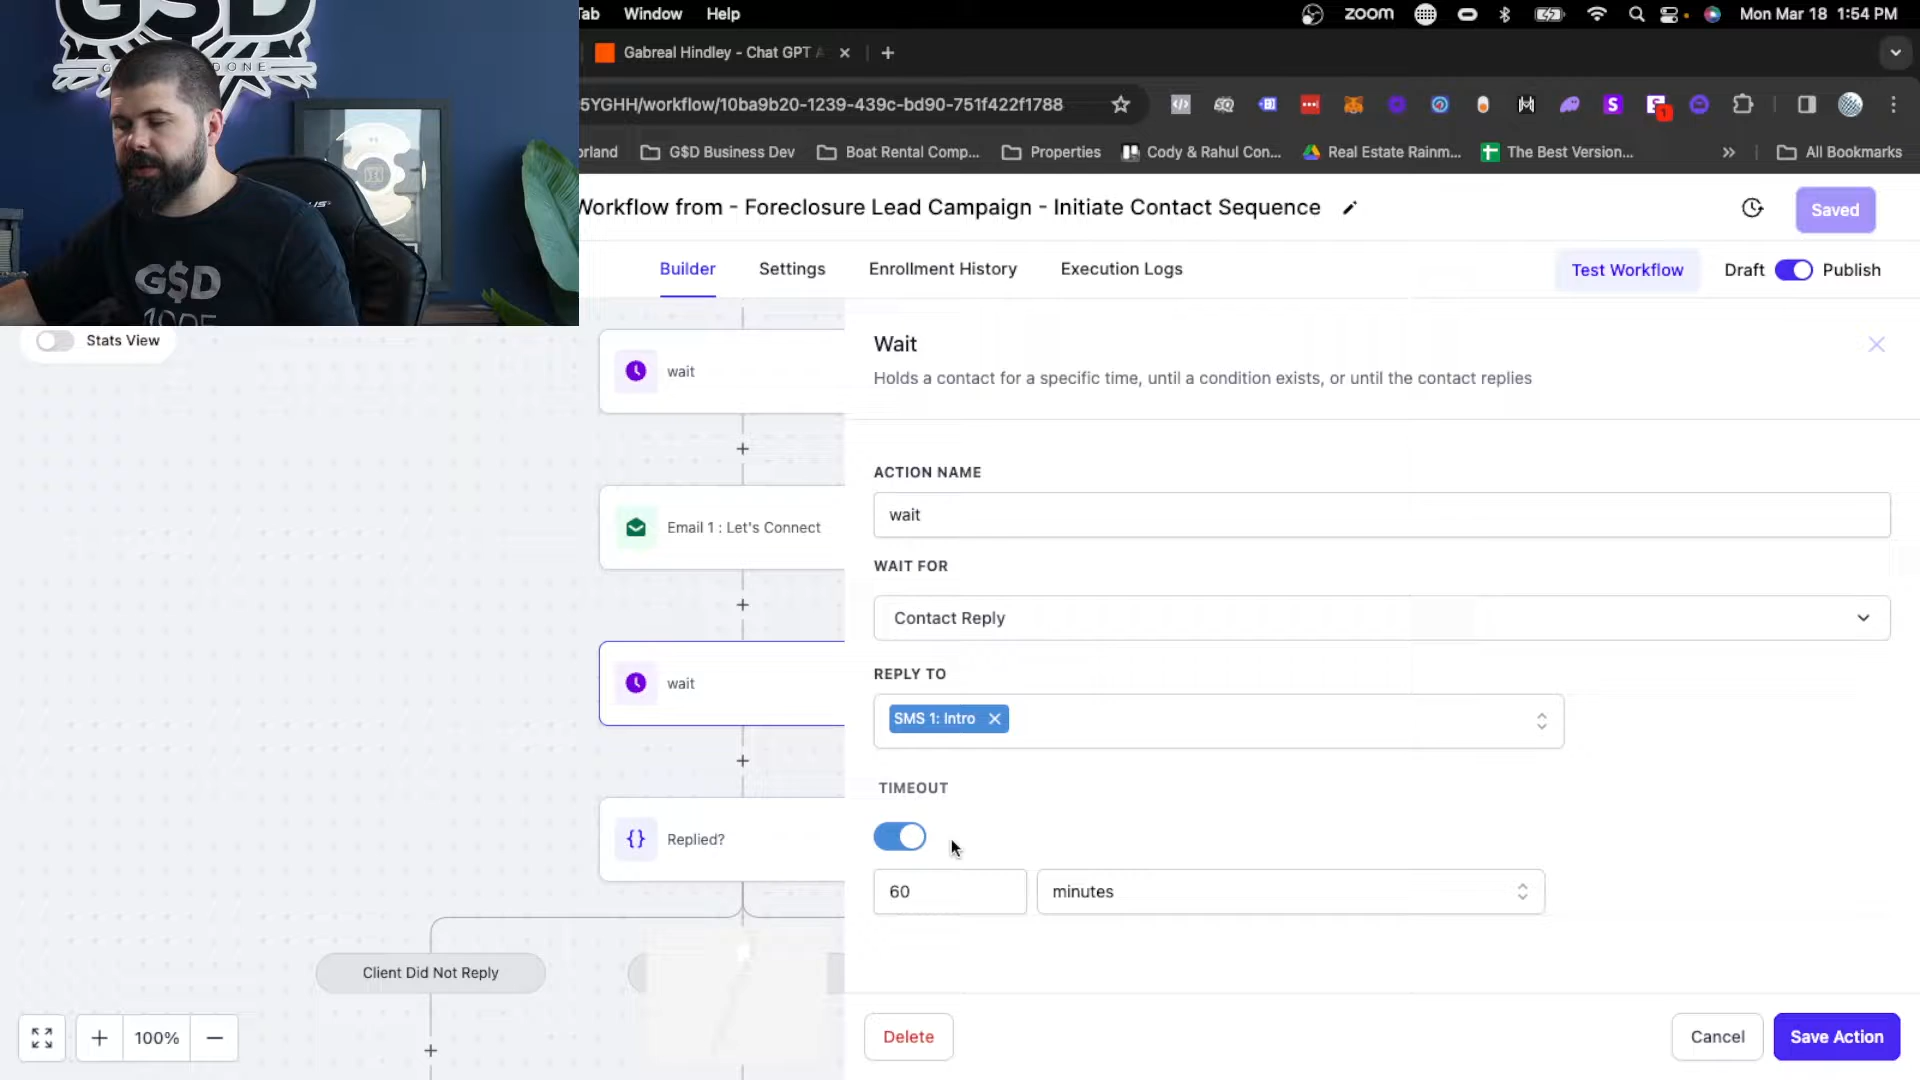 G$D
DONE
G$D
Tab Window Help
zoom
Mon Mar 18 1:54 PM
Gabreal Hindley - Chat GPT A
5YGHH/workflow/10ba9b20-1239-439c-bd90-751f422f1788
orland
G$D Business Dev
Boat Rental Comp...
Properties
Cody & Rahul Con...
Real Estate Rainm...
The Best Version...
All Bookmarks
Workflow from - Foreclosure Lead Campaign - Initiate Contact Sequence
Saved
Builder
Settings
Enrollment History
Execution Logs
Test Workflow
Draft
Publish
Stats View
wait
Email 1 : Let's Connect
wait
Replied?
Client Did Not Reply
100%
Wait
Holds a contact for a specific time, until a condition exists, or until the contact replies
ACTION NAME
wait
WAIT FOR
Contact Reply
REPLY TO
SMS 1: Intro
TIMEOUT
60
minutes
Delete
Cancel
Save Action